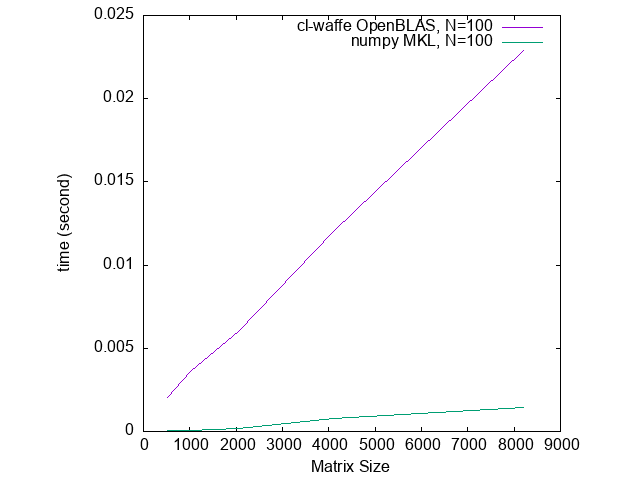 cl-waffe OpenBLAS, N=100
numpy MKL, N=100
0.025
0.02
0.015
0.01
0.005
0
time (second)
0 1000 2000 3000 4000 5000 6000 7000 8000 9000
Matrix Size